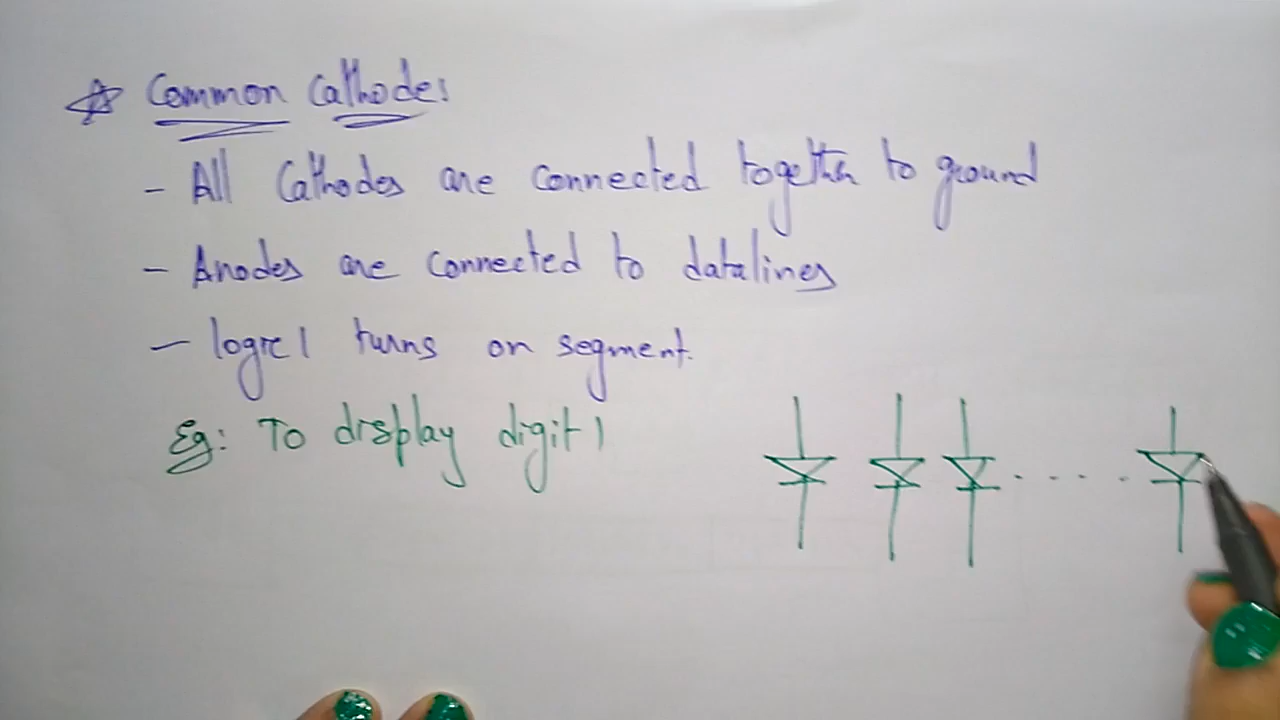 ☆ Common Cathode:
- All Cathodes are connected together to ground
- Anodes are connected to datalines
- logic 1 turns on segment.
Eg: To display digit 1